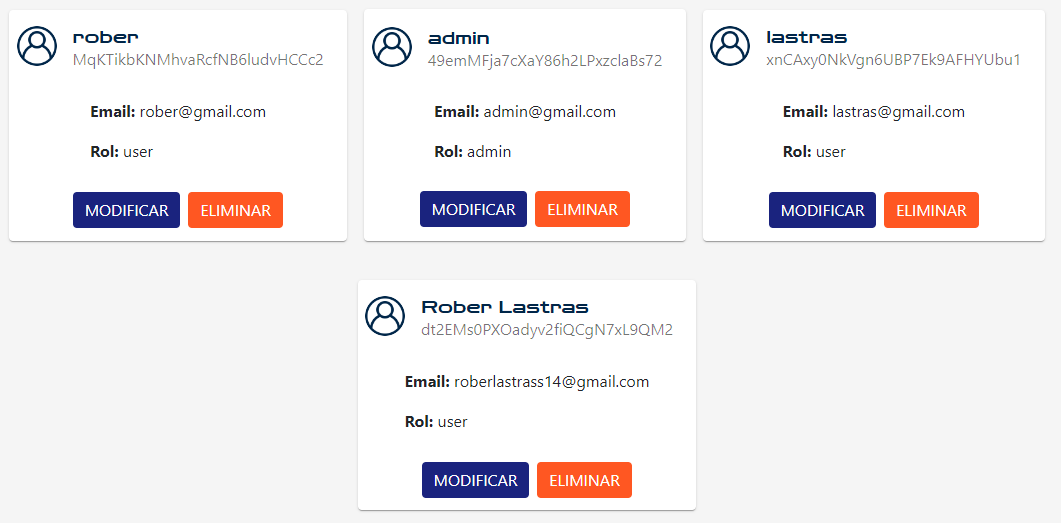 rober
MqKTikbKNMhvaRcfNB6ludvHCCc2
Email: rober@gmail.com
Rol: user
MODIFICAR ELIMINAR
admin
49emMFja7cXaY86h2LPxzclaBs72
Email: admin@gmail.com
Rol: admin
MODIFICAR ELIMINAR
lastras
xnCAxy0NkVgn6UBP7Ek9AFHYUbu1
Email: lastras@gmail.com
Rol: user
MODIFICAR ELIMINAR
Rober Lastras
dt2EMs0PXOadyv2fiQCgN7xL9QM2
Email: roberlastrass14@gmail.com
Rol: user
MODIFICAR ELIMINAR